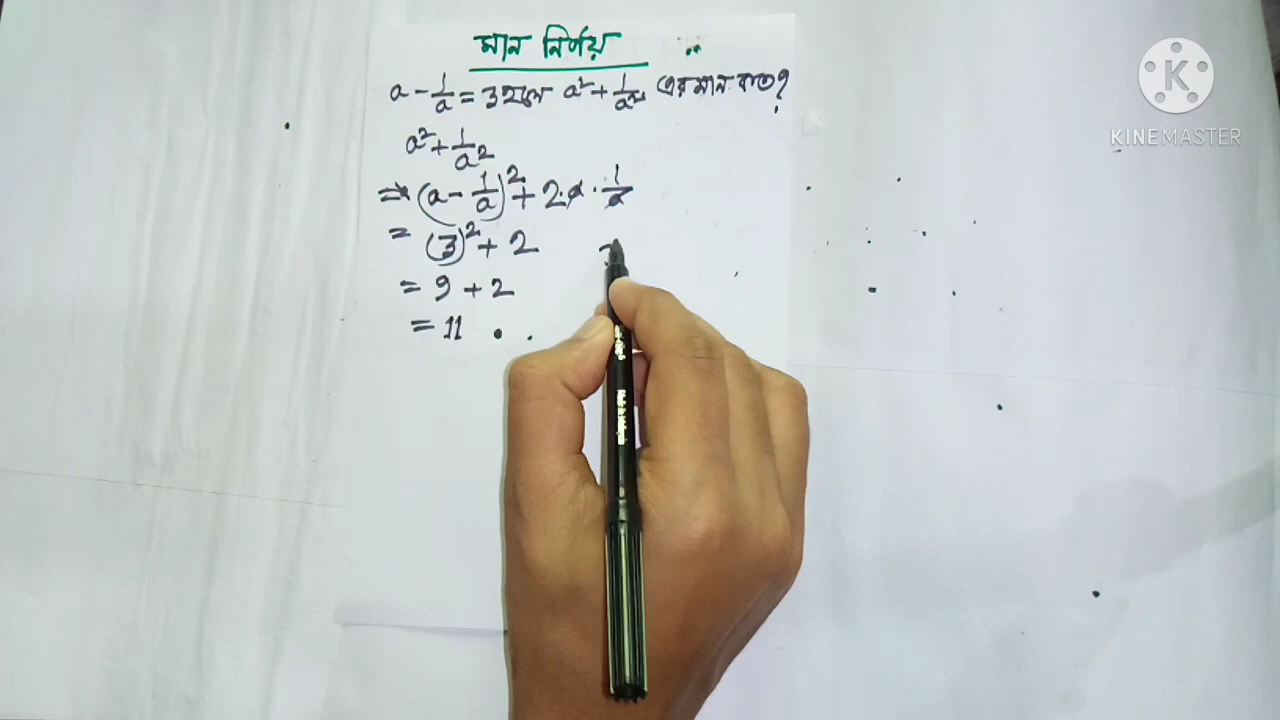 মান নির্ণয়
a - 1/a = 3 হলে a² + 1/a² এর মান কত?
a² + 1/a²
⇒ (a - 1/a)² + 2·a·1/a
= (3)² + 2
= 9 + 2
= 11
K
KINEMASTER